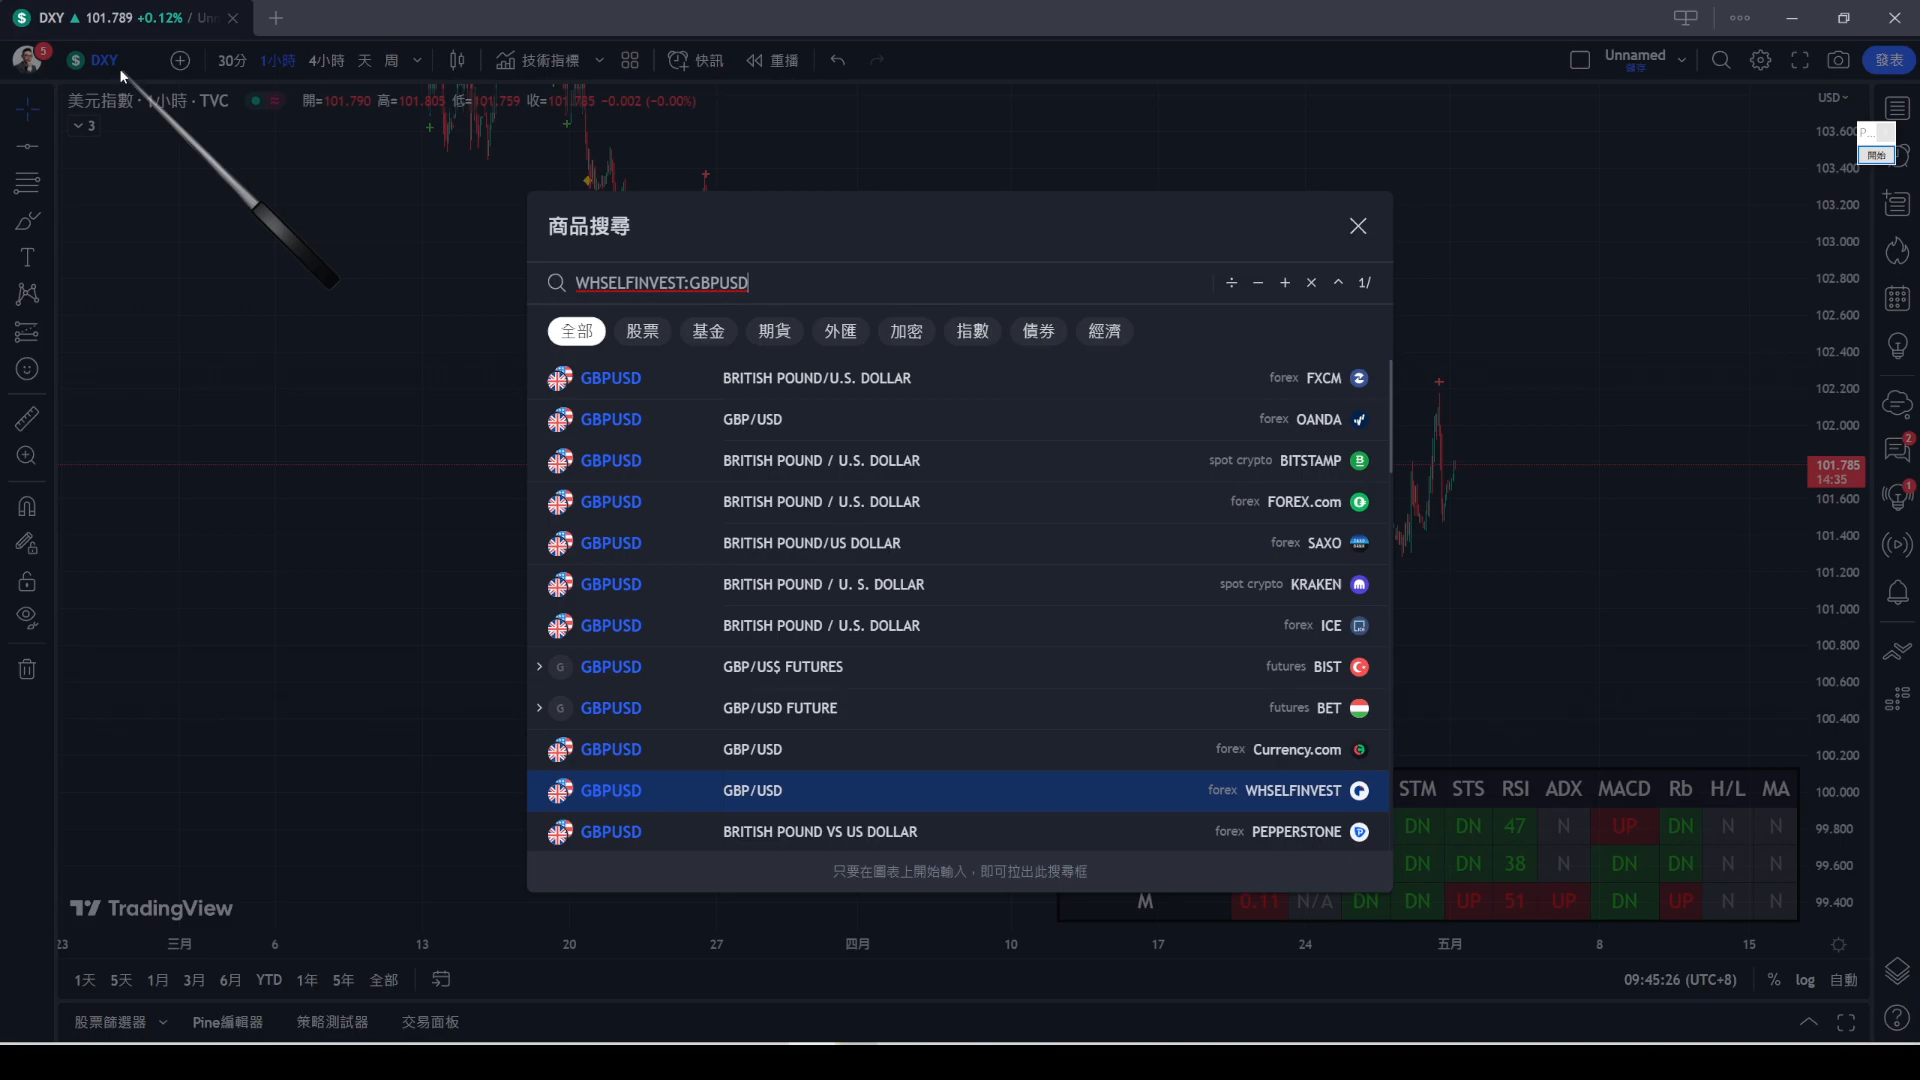 DXY ▲ 101.789 +0.12% / Unn
5
DXY 30分 1小時 4小時 天 周 技術指標 快訊 重播 Unnamed 儲存 發表
美元指數 · 1小時 · TVC 開=101.790 高=101.805 低=101.759 收=101.785 −0.002 (−0.00%) USD
3
P... 開始
103.600
103.400
103.200
103.000
102.800
102.600
102.400
102.200
102.000
101.785
14:35
101.600
101.400
101.200
101.000
100.800
100.600
100.400
100.200
100.000
99.800
99.600
99.400
2
1
商品搜尋
WHSELFINVEST:GBPUSD ÷ − + × ^ 1/
全部 股票 基金 期貨 外匯 加密 指數 債券 經濟
GBPUSD BRITISH POUND/U.S. DOLLAR forex FXCM
GBPUSD GBP/USD forex OANDA
GBPUSD BRITISH POUND / U.S. DOLLAR spot crypto BITSTAMP
GBPUSD BRITISH POUND / U.S. DOLLAR forex FOREX.com
GBPUSD BRITISH POUND/US DOLLAR forex SAXO
GBPUSD BRITISH POUND / U. S. DOLLAR spot crypto KRAKEN
GBPUSD BRITISH POUND / U.S. DOLLAR forex ICE
G GBPUSD GBP/US$ FUTURES futures BIST
G GBPUSD GBP/USD FUTURE futures BET
GBPUSD GBP/USD forex Currency.com
GBPUSD GBP/USD forex WHSELFINVEST
GBPUSD BRITISH POUND VS US DOLLAR forex PEPPERSTONE
只要在圖表上開始輸入，即可拉出此搜尋框
STM STS RSI ADX MACD Rb H/L MA
DN DN 47 N UP DN N N
DN DN 38 N DN DN N N
M 0.11 N/A DN DN UP 51 UP DN UP N N
TradingView
23 三月 6 13 20 27 四月 10 17 24 五月 8 15
1天 5天 1月 3月 6月 YTD 1年 5年 全部 09:45:26 (UTC+8) % log 自動
股票篩選器 Pine編輯器 策略測試器 交易面板